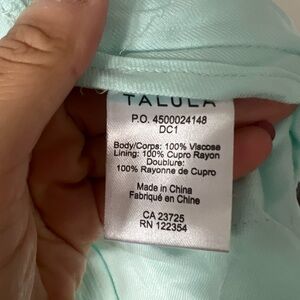 TALULA
P.O. 4500024148
DC1
Body/Corps: 100% Viscose
Lining: 100% Cupro Rayon
Doublure:
100% Rayonne de Cupro
Made in China
Fabriqué en Chine
CA 23725
RN 122354